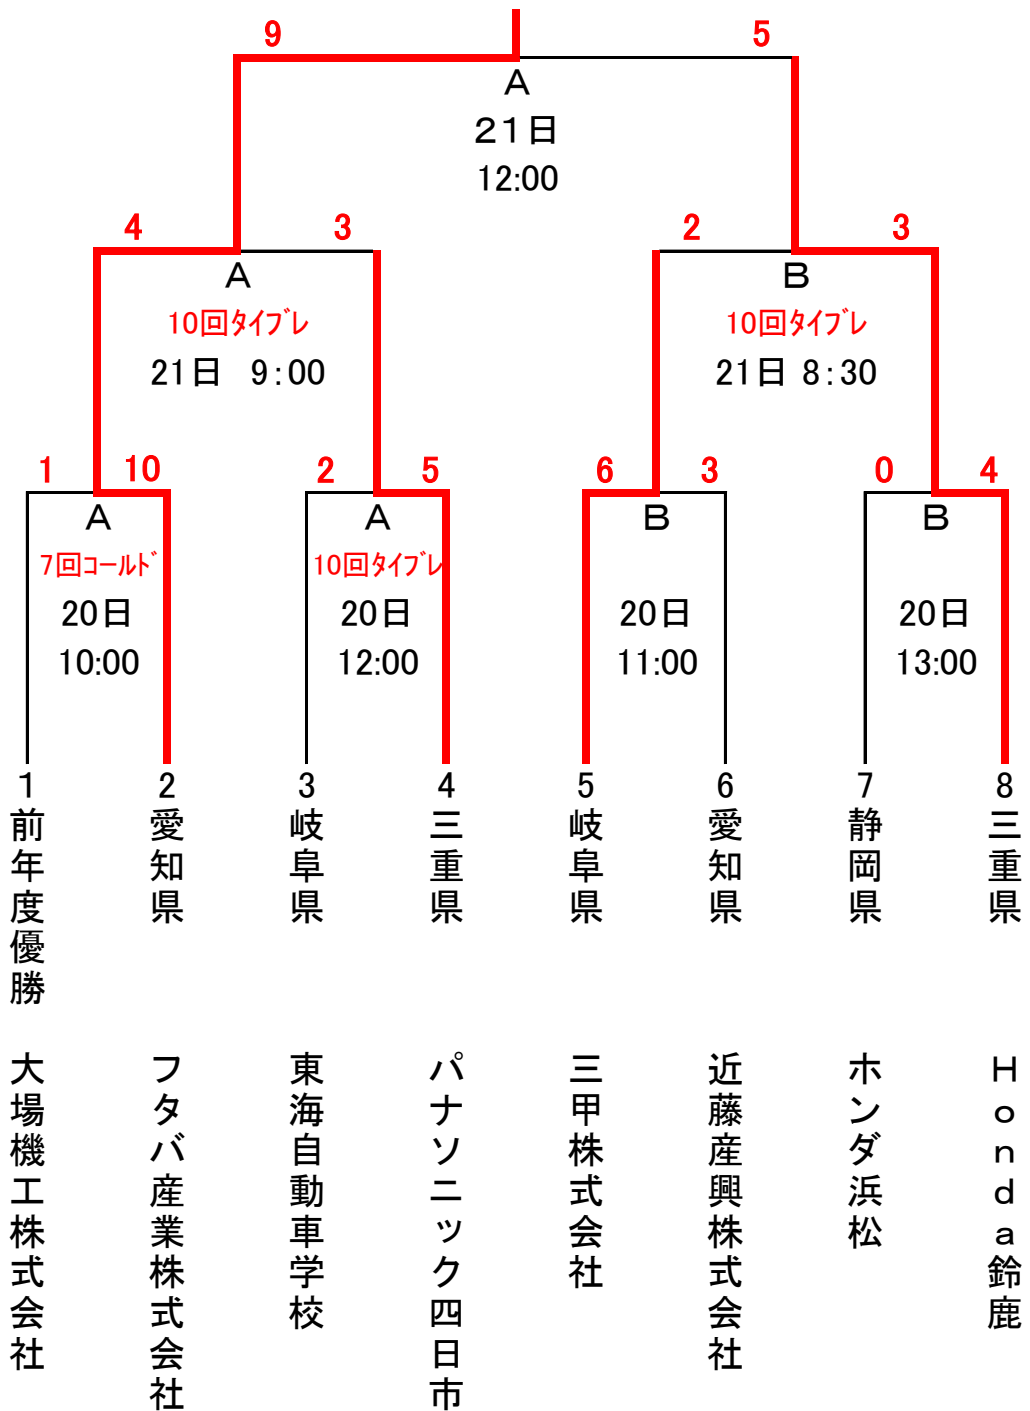 9 5
A
21日
12:00
4 3 2 3
A B
10回ﾀｲﾌﾞﾚ 10回ﾀｲﾌﾞﾚ
21日 9:00 21日 8:30
1 10 2 5 6 3 0 4
A A B B
7回ｺｰﾙﾄﾞ 10回ﾀｲﾌﾞﾚ
20日 20日 20日 20日
10:00 12:00 11:00 13:00
1 2 3 4 5 6 7 8
前年度優勝 大場機工株式会社
愛知県 フタバ産業株式会社
岐阜県 東海自動車学校
三重県 パナソニック四日市
岐阜県 三甲株式会社
愛知県 近藤産興株式会社
静岡県 ホンダ浜松
三重県 Honda鈴鹿